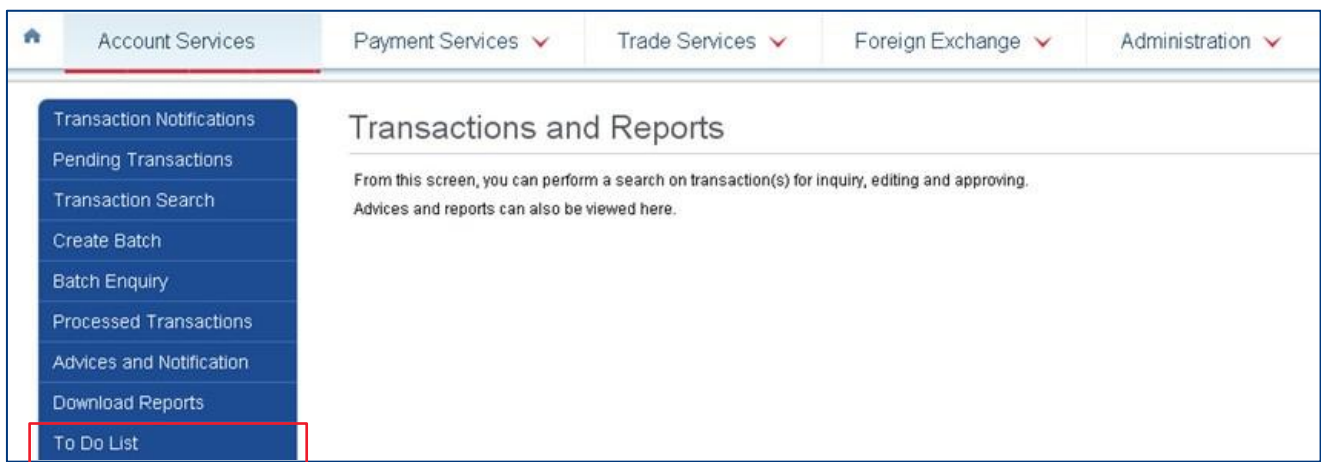 Account Services Payment Services Trade Services Foreign Exchange Administration
Transaction Notifications
Pending Transactions
Transaction Search
Create Batch
Batch Enquiry
Processed Transactions
Advices and Notification
Download Reports
To Do List
Transactions and Reports
From this screen, you can perform a search on transaction(s) for inquiry, editing and approving.
Advices and reports can also be viewed here.